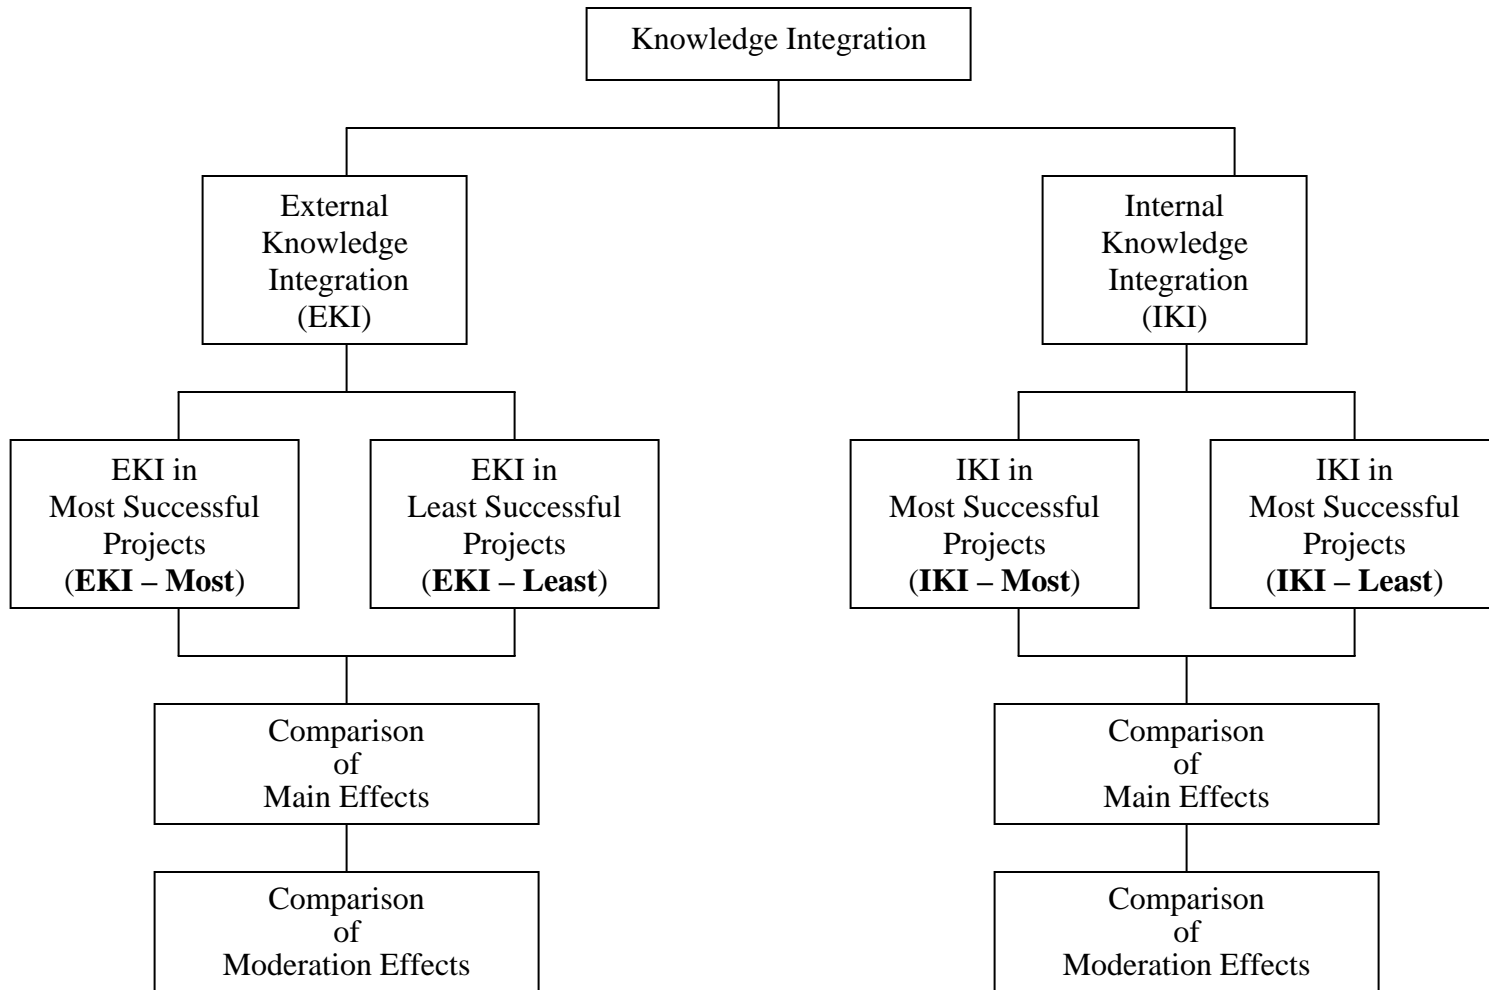 Knowledge Integration
External
Knowledge
Integration
(EKI)
Internal
Knowledge
Integration
(IKI)
EKI in
Most Successful
Projects
(EKI – Most)
EKI in
Least Successful
Projects
(EKI – Least)
IKI in
Most Successful
Projects
(IKI – Most)
IKI in
Most Successful
Projects
(IKI – Least)
Comparison
of
Main Effects
Comparison
of
Main Effects
Comparison
of
Moderation Effects
Comparison
of
Moderation Effects